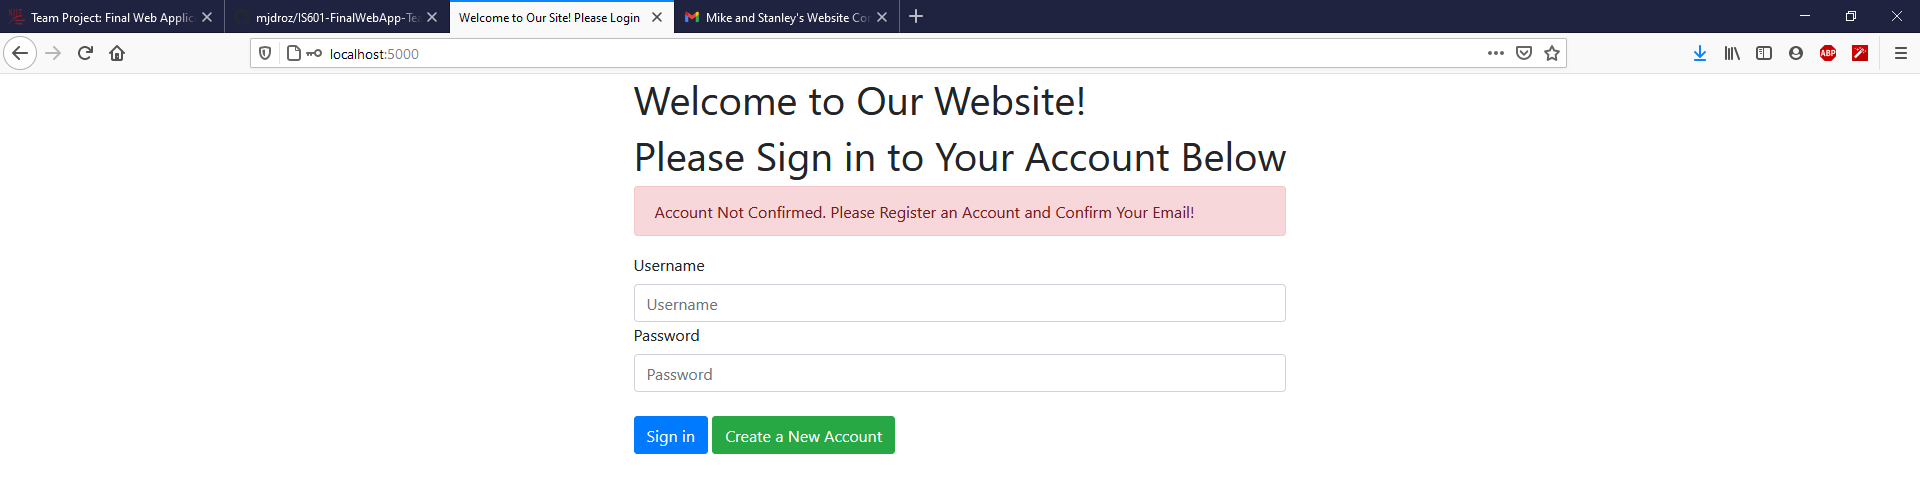 Team Project: Final Web Applic
mjdroz/IS601-FinalWebApp-Tea
Welcome to Our Site! Please Login
Mike and Stanley's Website Co
localhost:5000
ABP
Welcome to Our Website!
Please Sign in to Your Account Below
Account Not Confirmed. Please Register an Account and Confirm Your Email!
Username
Username
Password
Password
Sign in
Create a New Account